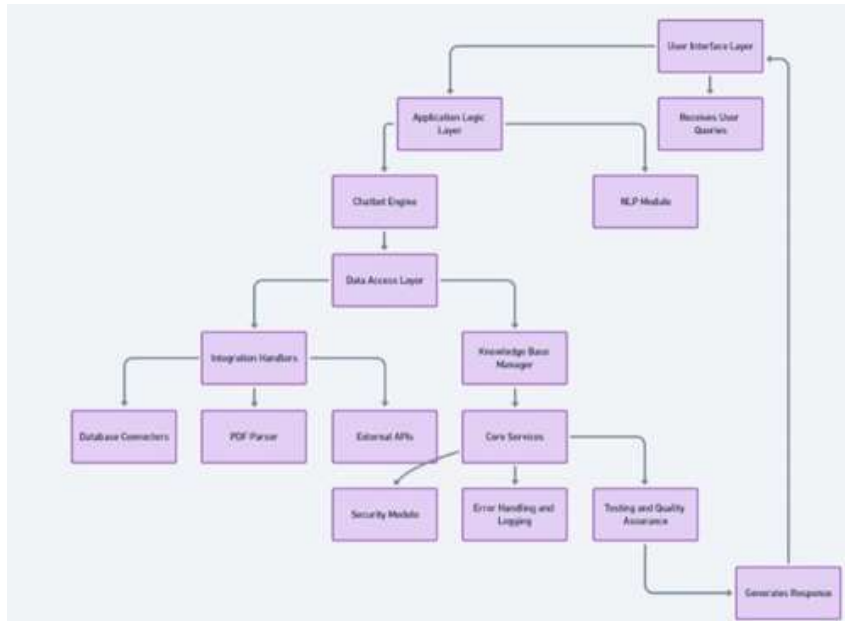 User Interface Layer
Application Logic
Layer
Receives User
Queries
Chatbot Engine
NLP Module
Data Access Layer
Integration Handlers
Knowledge Base
Manager
Database Connectors
PDF Parser
External APIs
Core Services
Security Module
Error Handling and
Logging
Testing and Quality
Assurance
Generates Response